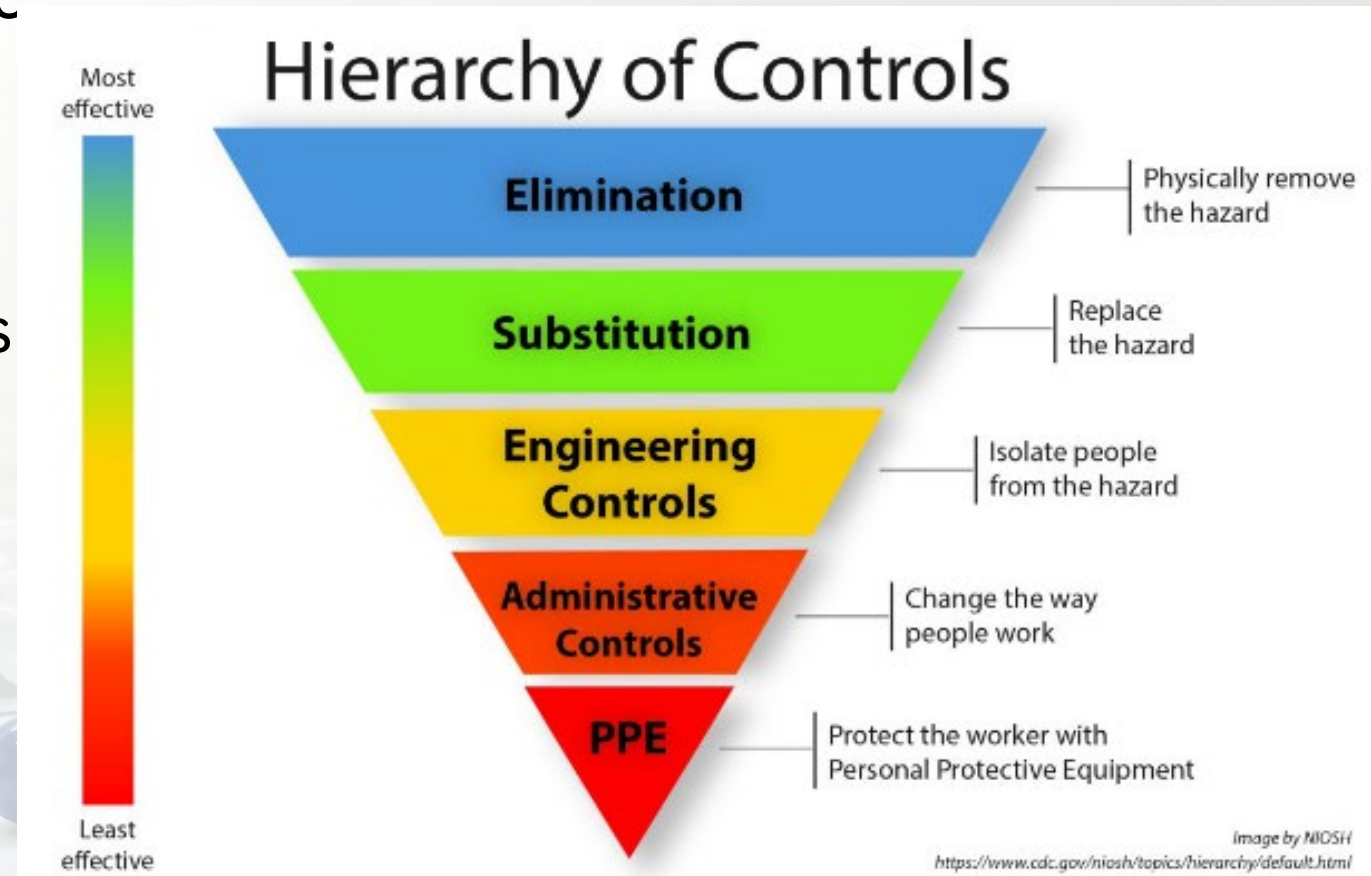 Hierarchy of Controls
Most
effective
Elimination
Physically remove
the hazard
Substitution
Replace
the hazard
Engineering
Controls
Isolate people
from the hazard
Administrative
Controls
Change the way
people work
PPE
Protect the worker with
Personal Protective Equipment
Least
effective
Image by NIOSH
https://www.cdc.gov/niosh/topics/hierarchy/default.html